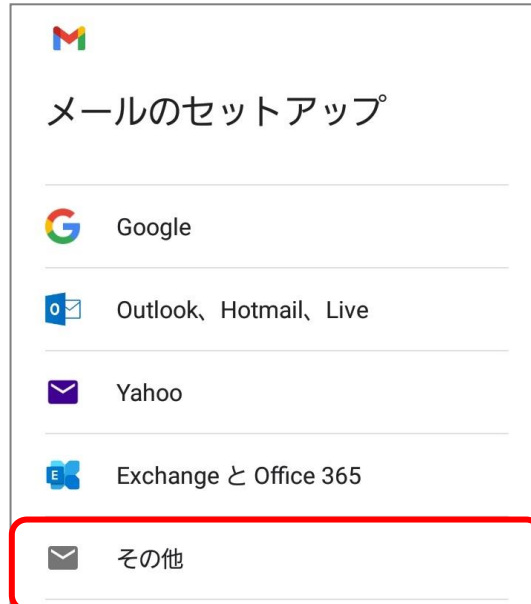 メールのセットアップ
Google
Outlook、Hotmail、Live
Yahoo
Exchange と Office 365
その他